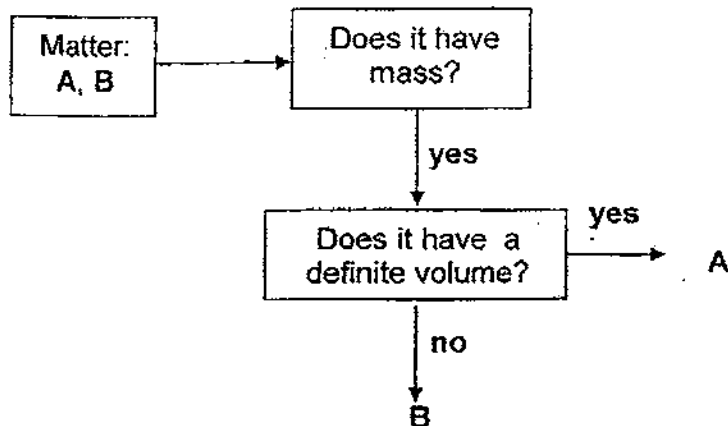 Matter:
A, B
Does it have
mass?
yes
Does it have a
definite volume?
yes
A
no
B